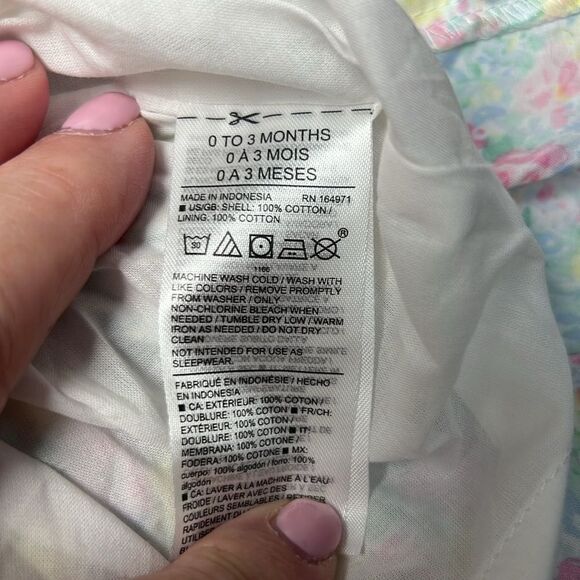 0 TO 3 MONTHS
0 À 3 MOIS
0 A 3 MESES
MADE IN INDONESIA RN 164971
■ US/GB: SHELL: 100% COTTON /
LINING: 100% COTTON
30 ®
1166
MACHINE WASH COLD / WASH WITH
LIKE COLORS / REMOVE PROMPTLY
FROM WASHER / ONLY
NON-CHLORINE BLEACH WHEN
NEEDED / TUMBLE DRY LOW / WARM
IRON AS NEEDED / DO NOT DRY
CLEAN
NOT INTENDED FOR USE AS
SLEEPWEAR.
FABRIQUÉ EN INDONÉSIE / HECHO
EN INDONESIA
■ CA: EXTÉRIEUR: 100% COTON /
DOUBLURE: 100% COTON ■ FR/CH:
EXTÉRIEUR: 100% COTON /
DOUBLURE: 100% COTON ■ IT:
MEMBRANA: 100% COTONE /
FODERA: 100% COTONE ■ MX:
cuerpo: 100% algodón / forro: 100%
algodón
■ CA: LAVER À LA MACHINE À L'EAU
FROIDE / LAVER AVEC DES
COULEURS SEMBLABLES / RETIRER
RAPIDEMENT